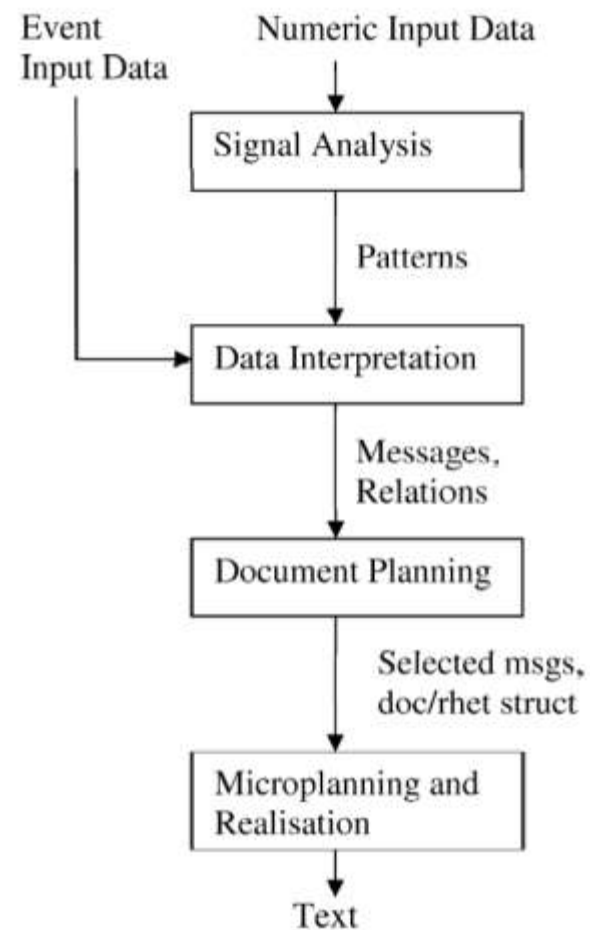 Event
Input Data
Numeric Input Data
Signal Analysis
Patterns
Data Interpretation
Messages,
Relations
Document Planning
Selected msgs,
doc/rhet struct
Microplanning and
Realisation
Text